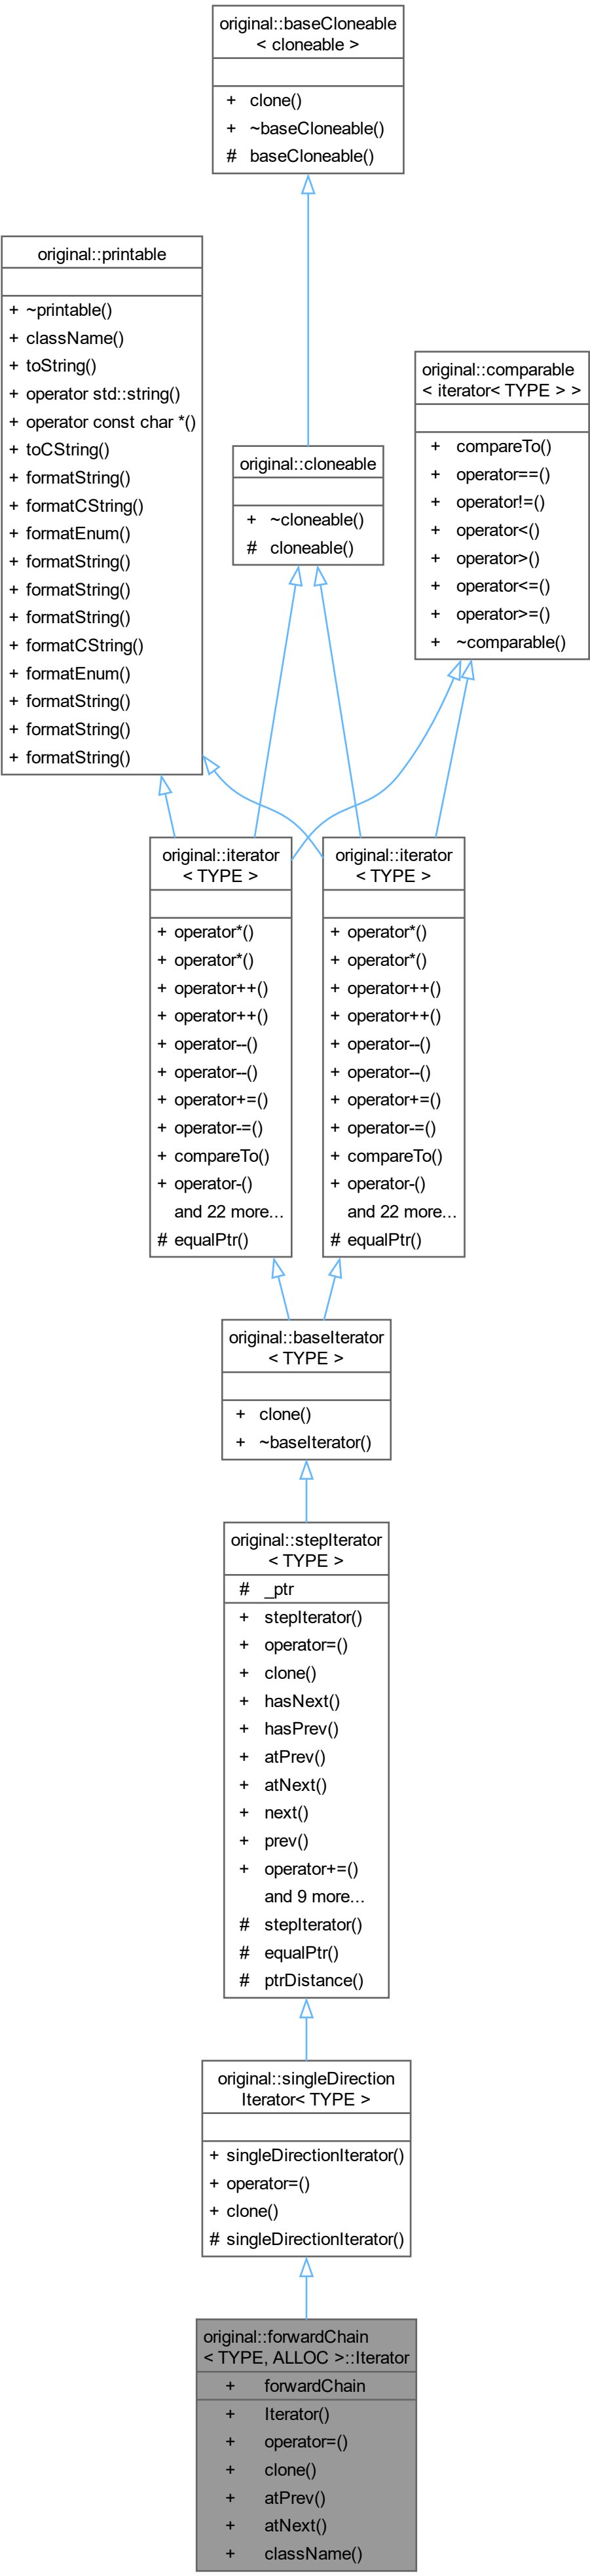 original::baseCloneable
< cloneable >
+ clone()
+ ~baseCloneable()
# baseCloneable()
original::printable
+ ~printable()
+ className()
+ toString()
+ operator std::string()
+ operator const char *()
+ toCString()
+ formatString()
+ formatCString()
+ formatEnum()
+ formatString()
+ formatString()
+ formatString()
+ formatCString()
+ formatEnum()
+ formatString()
+ formatString()
+ formatString()
original::comparable
< iterator< TYPE > >
+ compareTo()
+ operator==()
+ operator!=()
+ operator<()
+ operator>()
+ operator<=()
+ operator>=()
+ ~comparable()
original::cloneable
+ ~cloneable()
# cloneable()
original::iterator
< TYPE >
+ operator*()
+ operator*()
+ operator++()
+ operator++()
+ operator--()
+ operator--()
+ operator+=()
+ operator-=()
+ compareTo()
+ operator-()
and 22 more...
# equalPtr()
original::iterator
< TYPE >
+ operator*()
+ operator*()
+ operator++()
+ operator++()
+ operator--()
+ operator--()
+ operator+=()
+ operator-=()
+ compareTo()
+ operator-()
and 22 more...
# equalPtr()
original::baseIterator
< TYPE >
+ clone()
+ ~baseIterator()
original::stepIterator
< TYPE >
# _ptr
+ stepIterator()
+ operator=()
+ clone()
+ hasNext()
+ hasPrev()
+ atPrev()
+ atNext()
+ next()
+ prev()
+ operator+=()
and 9 more...
# stepIterator()
# equalPtr()
# ptrDistance()
original::singleDirection
Iterator< TYPE >
+ singleDirectionIterator()
+ operator=()
+ clone()
# singleDirectionIterator()
original::forwardChain
< TYPE, ALLOC >::Iterator
+ forwardChain
+ Iterator()
+ operator=()
+ clone()
+ atPrev()
+ atNext()
+ className()